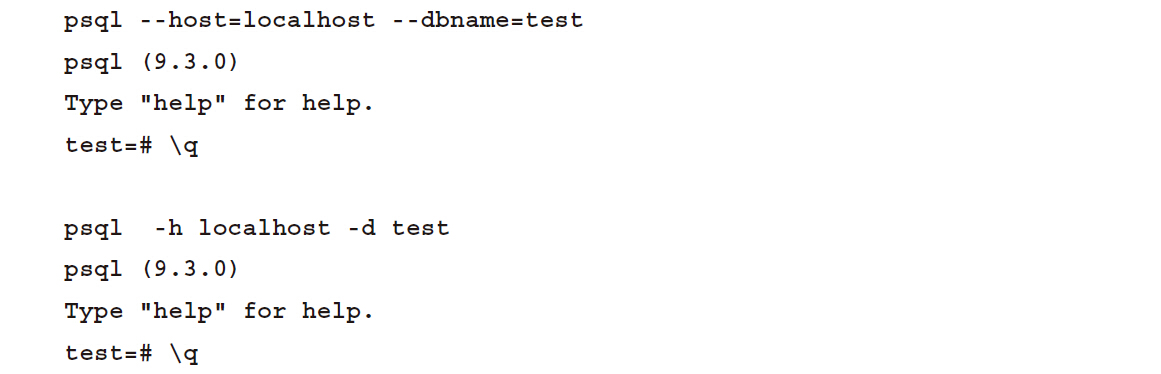 psql --host=localhost --dbname=test
psql (9.3.0)
Type "help" for help.
test=# \q
psql  -h localhost -d test
psql (9.3.0)
Type "help" for help.
test=# \q